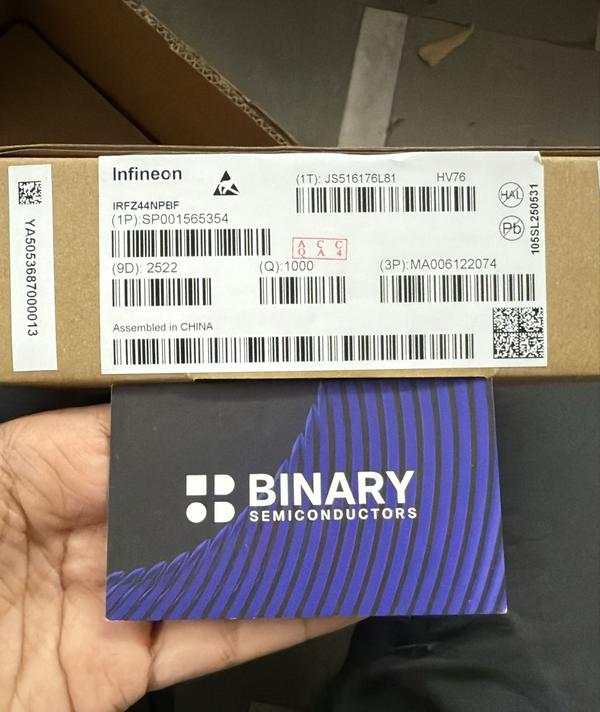 Infineon
(1T): JS516176L81 HV76
IRFZ44NPBF
(1P):SP001565354
HAL
Pb
A C C
Q A 4
(9D): 2522 (Q):1000 (3P):MA006122074
Assembled in CHINA
105SL250531
YA5053687000013
BINARY
SEMICONDUCTORS